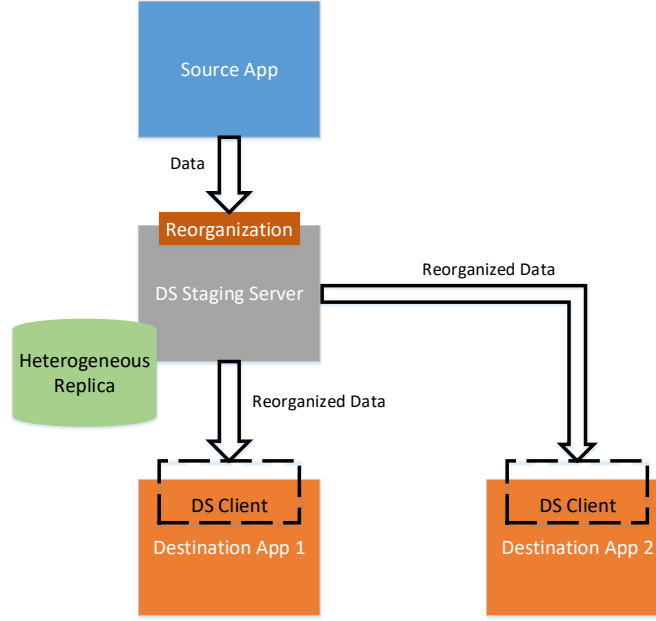 Source App
Data
Reorganization
DS Staging Server
Reorganized Data
Heterogeneous
Replica
Reorganized Data
DS Client
Destination App 1
DS Client
Destination App 2